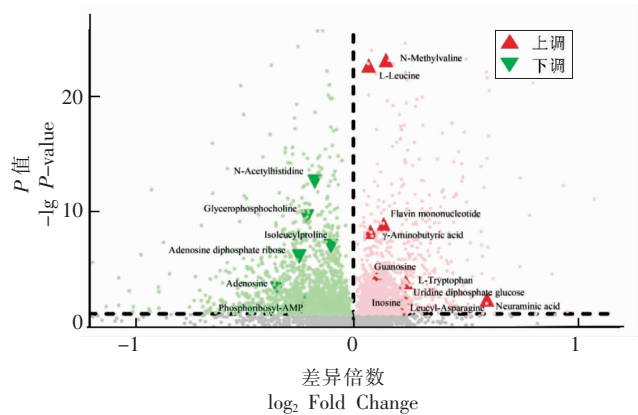 上调
下调
N-Methylvaline
L-Leucine
20
N-Acetylhistidine
P 值
-lg P-value
Glycerophosphocholine
Flavin mononucleotide
10
Isoleucylproline
γ-Aminobutyric acid
Adenosine diphosphate ribose
Guanosine
Adenosine
L-Tryptophan
Uridine diphosphate glucose
Phosphoribosyl-AMP
Inosine
Leucyl-Asparagine
Neuraminic acid
0
-1
0
1
差异倍数
log₂ Fold Change